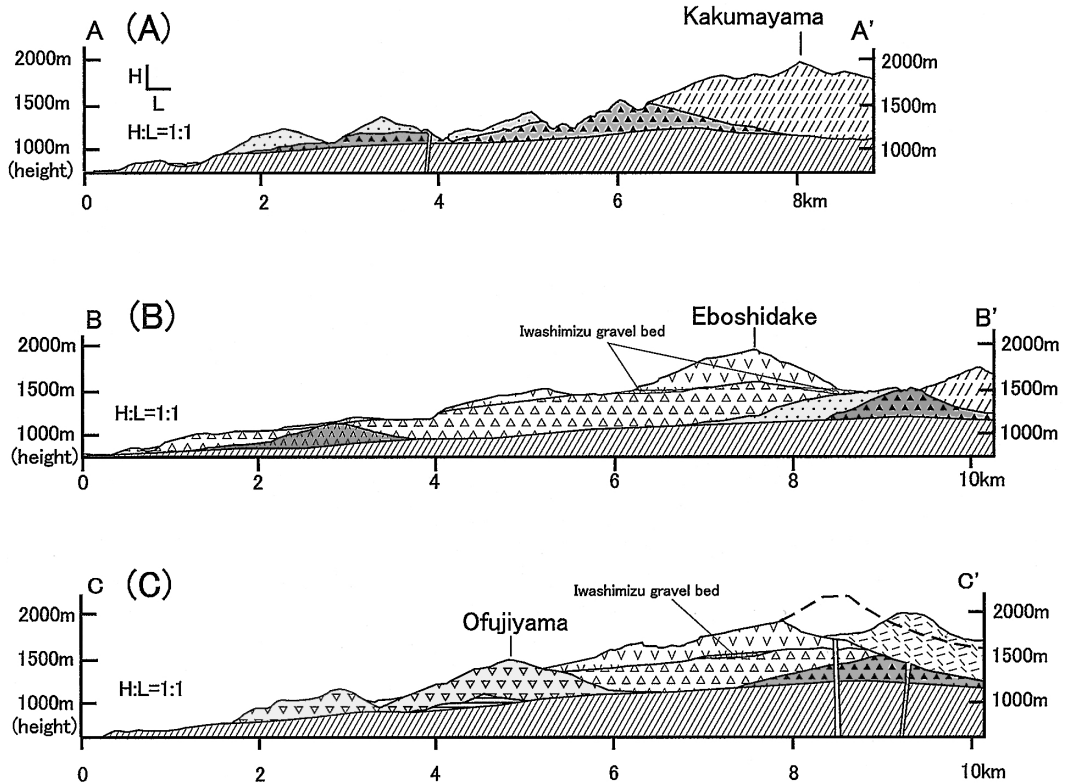 A (A) Kakumayama A'
2000m 2000m
H
L
1500m 1500m
H:L=1:1
1000m 1000m
(height)
0 2 4 6 8km
B (B) Eboshidake B'
Iwashimizu gravel bed
2000m 2000m
1500m 1500m
H:L=1:1
1000m 1000m
(height)
0 2 4 6 8 10km
C (C) C'
Iwashimizu gravel bed
2000m 2000m
Ofujiyama
1500m 1500m
H:L=1:1
1000m 1000m
(height)
0 2 4 6 8 10km